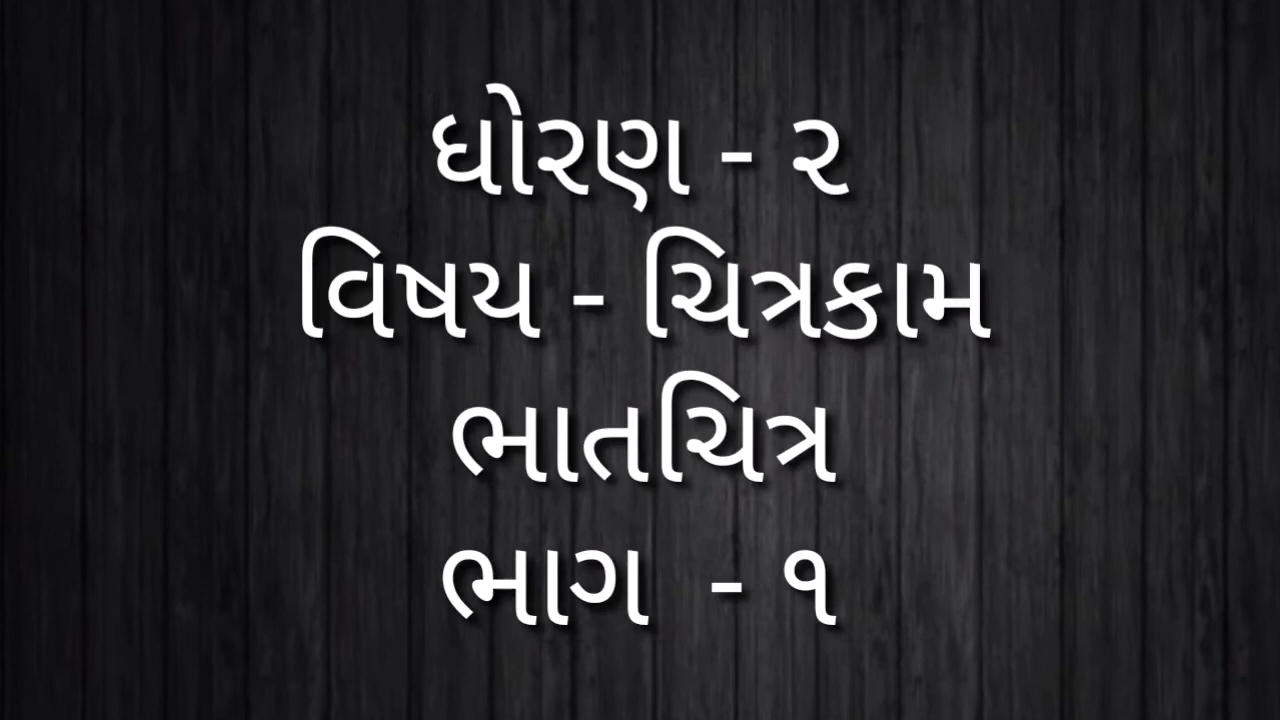 ધોરણ - ૨
વિષય - ચિત્રકામ
ભાતચિત્ર
ભાગ - ૧